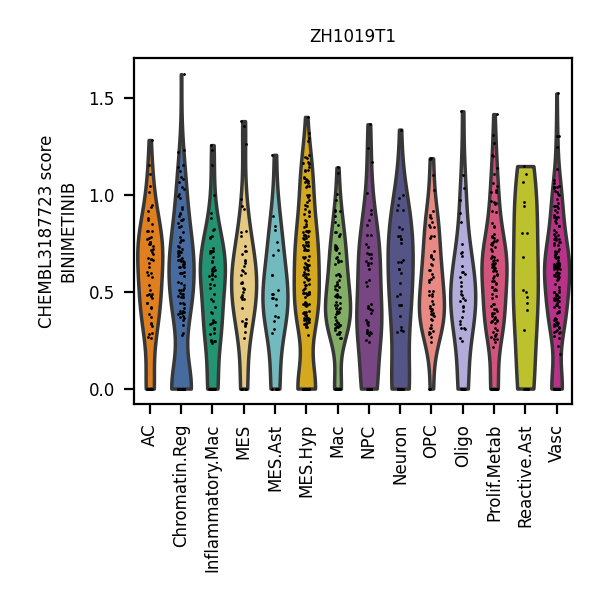 ZH1019T1
CHEMBL3187723 score
BINIMETINIB
1.5
1.0
0.5
0.0
AC
Chromatin.Reg
Inflammatory.Mac
MES
MES.Ast
MES.Hyp
Mac
NPC
Neuron
OPC
Oligo
Prolif.Metab
Reactive.Ast
Vasc